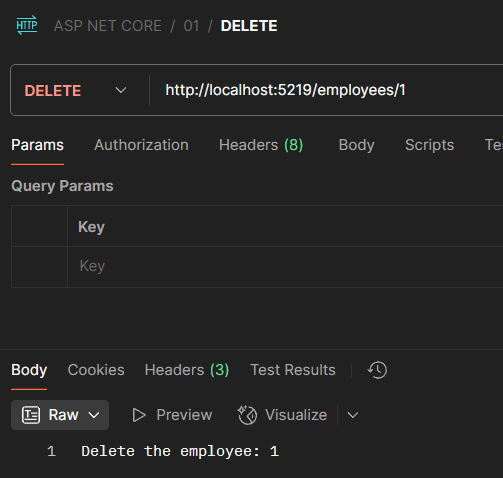 HTTP ASP NET CORE / 01 / DELETE
DELETE http://localhost:5219/employees/1
Params Authorization Headers (8) Body Scripts Te
Query Params
Key
Key
Body Cookies Headers (3) Test Results
Raw Preview Visualize
1 Delete the employee: 1